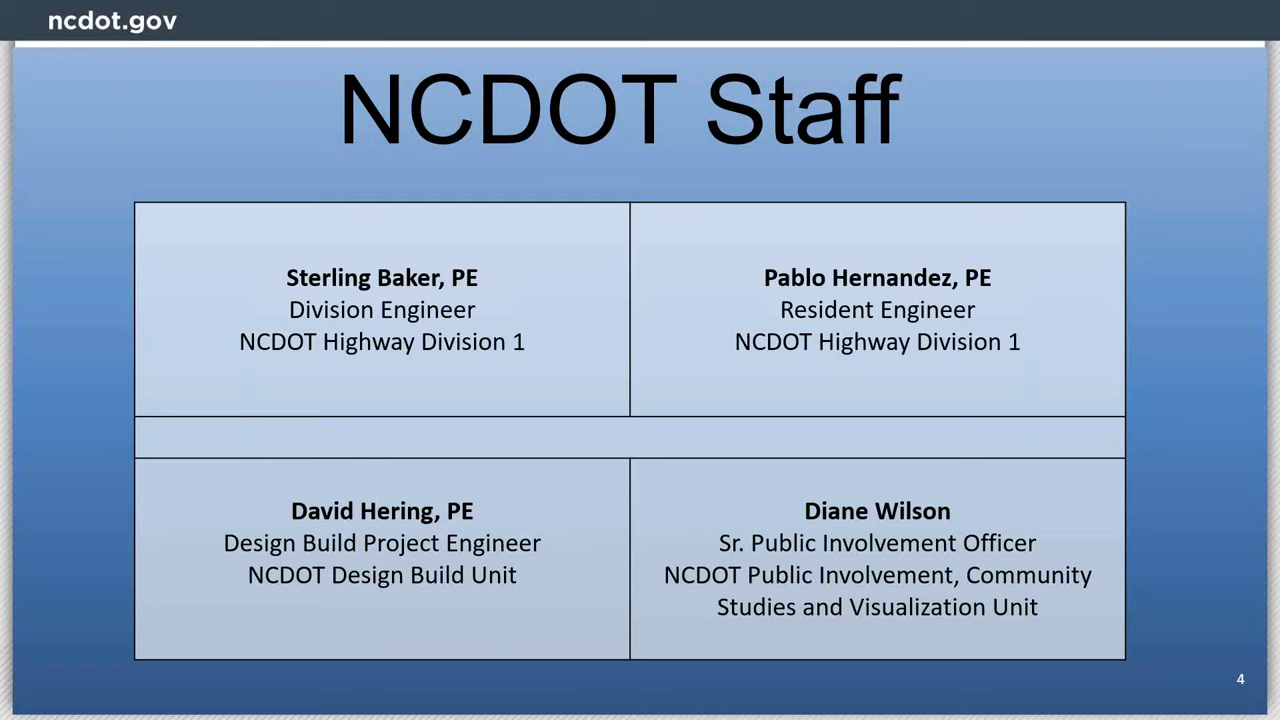 ncdot.gov
NCDOT Staff
Sterling Baker, PE
Division Engineer
NCDOT Highway Division 1
Pablo Hernandez, PE
Resident Engineer
NCDOT Highway Division 1
David Hering, PE
Design Build Project Engineer
NCDOT Design Build Unit
Diane Wilson
Sr. Public Involvement Officer
NCDOT Public Involvement, Community
Studies and Visualization Unit
4